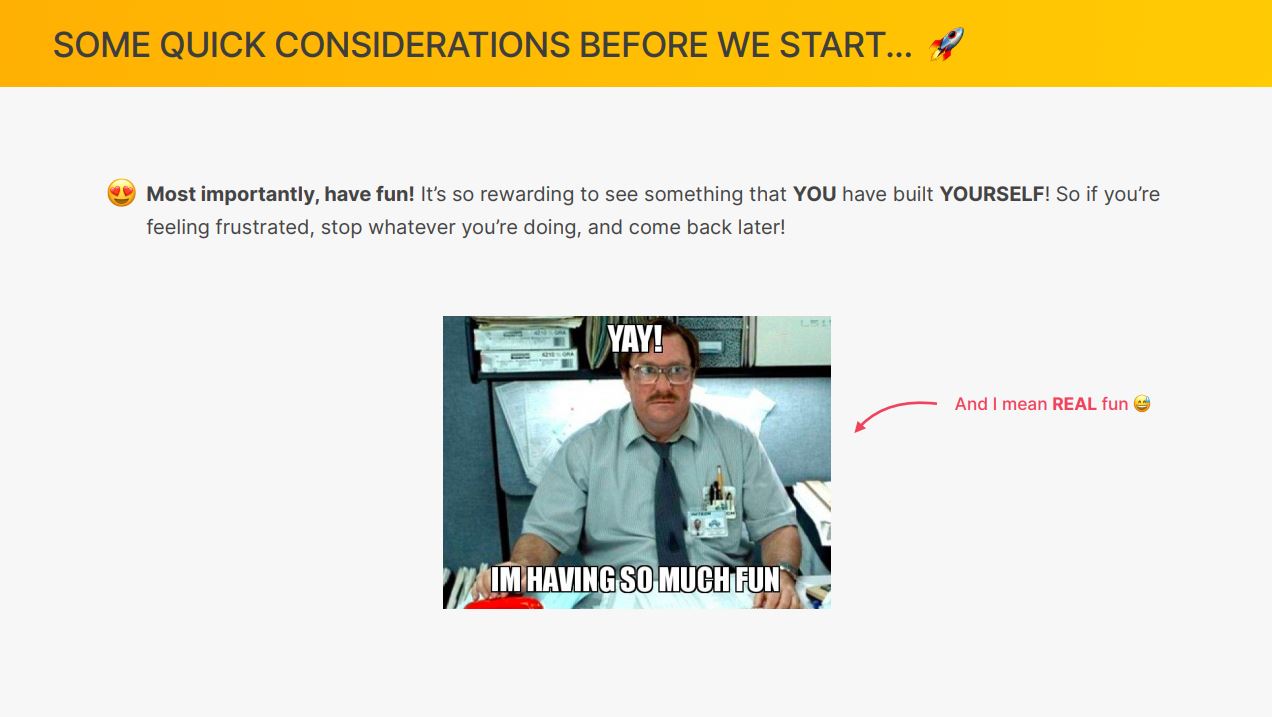 SOME QUICK CONSIDERATIONS BEFORE WE START... 🚀
😍 Most importantly, have fun! It’s so rewarding to see something that YOU have built YOURSELF! So if you’re
feeling frustrated, stop whatever you’re doing, and come back later!
YAY!
And I mean REAL fun 😅
IM HAVING SO MUCH FUN